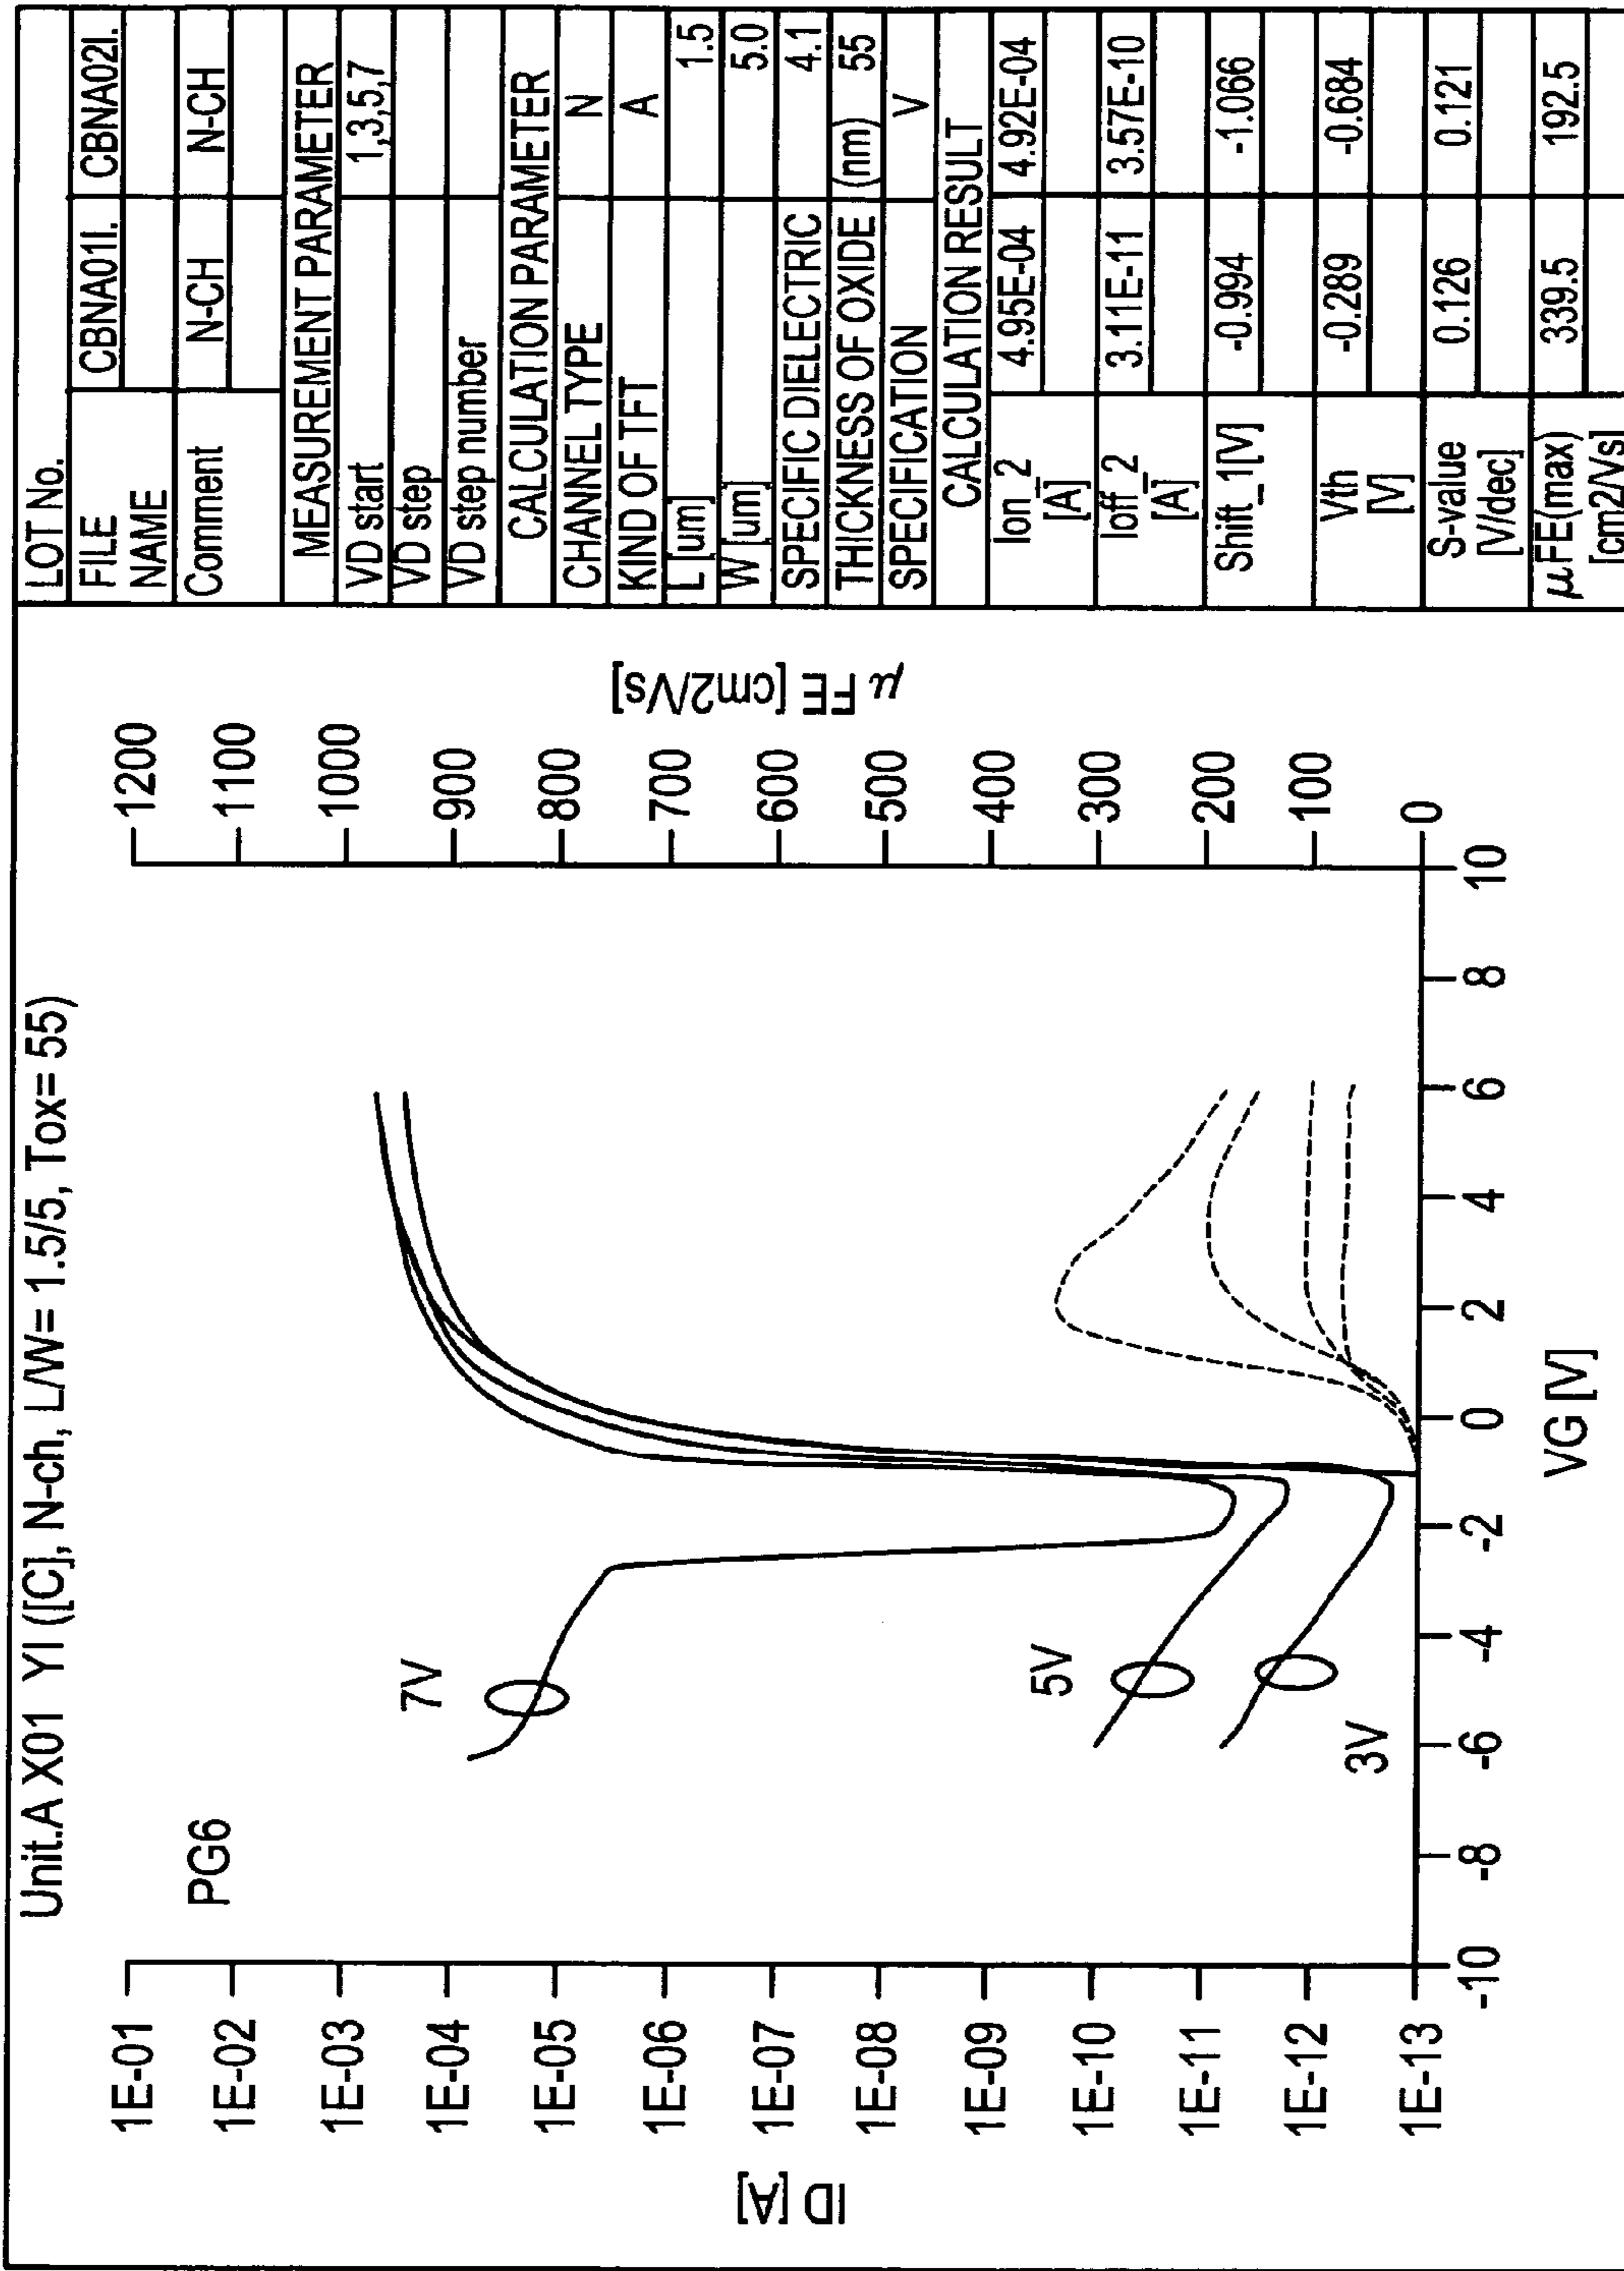 Unit.A X01 YI ([C], N-ch, L/W= 1.5/5, Tox= 55)
PG6
ID [A]
1E-01
1E-02
1E-03
1E-04
1E-05
1E-06
1E-07
1E-08
1E-09
1E-10
1E-11
1E-12
1E-13
7V
5V
3V
-10 -8 -6 -4 -2 0 2 4 6 8 10
VG [V]
1200
1100
1000
900
800
700
600
500
400
300
200
100
0
μ FE [cm2/Vs]
LOT No.
FILE NAME CBNA01I. CBNA02I.
Comment N-CH N-CH
MEASUREMENT PARAMETER
VD start 1,3,5,7
VD step
VD step number
CALCULATION PARAMETER
CHANNEL TYPE N
KIND OF TFT A
L [um] 1.5
W [um] 5.0
SPECIFIC DIELECTRIC 4.1
THICKNESS OF OXIDE (nm) 55
SPECIFICATION V
CALCULATION RESULT
Ion_2 [A] 4.95E-04 4.92E-04
Ioff_2 [A] 3.11E-11 3.57E-10
Shift_1[V] -0.994 -1.066
Vth [V] -0.289 -0.684
S-value [V/dec] 0.126 0.121
μFE(max) [cm2/Vs] 339.5 192.5